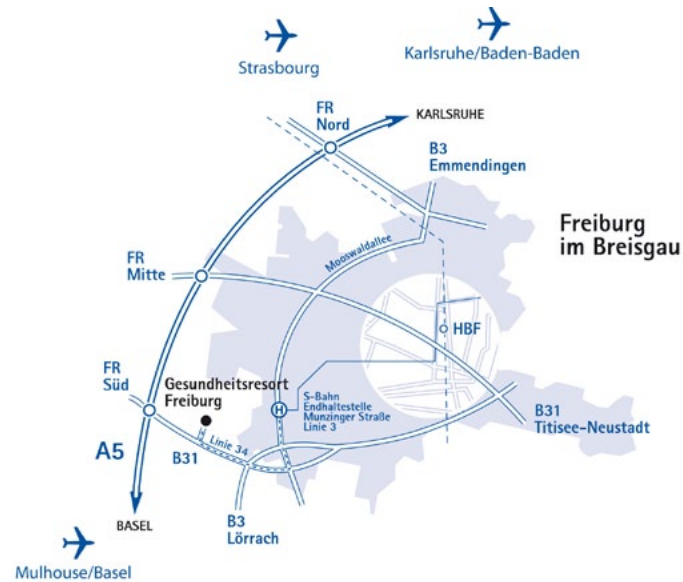 Strasbourg
Karlsruhe/Baden-Baden
FR
Nord
KARLSRUHE
B3
Emmendingen
Freiburg
im Breisgau
Mooswaldallee
FR
Mitte
HBF
FR
Süd
Gesundheitsresort
Freiburg
H
S-Bahn
Endhaltestelle
Munzinger Straße
Linie 3
B31
Titisee-Neustadt
H
Linie 34
A5
B31
BASEL
B3
Lörrach
Mulhouse/Basel